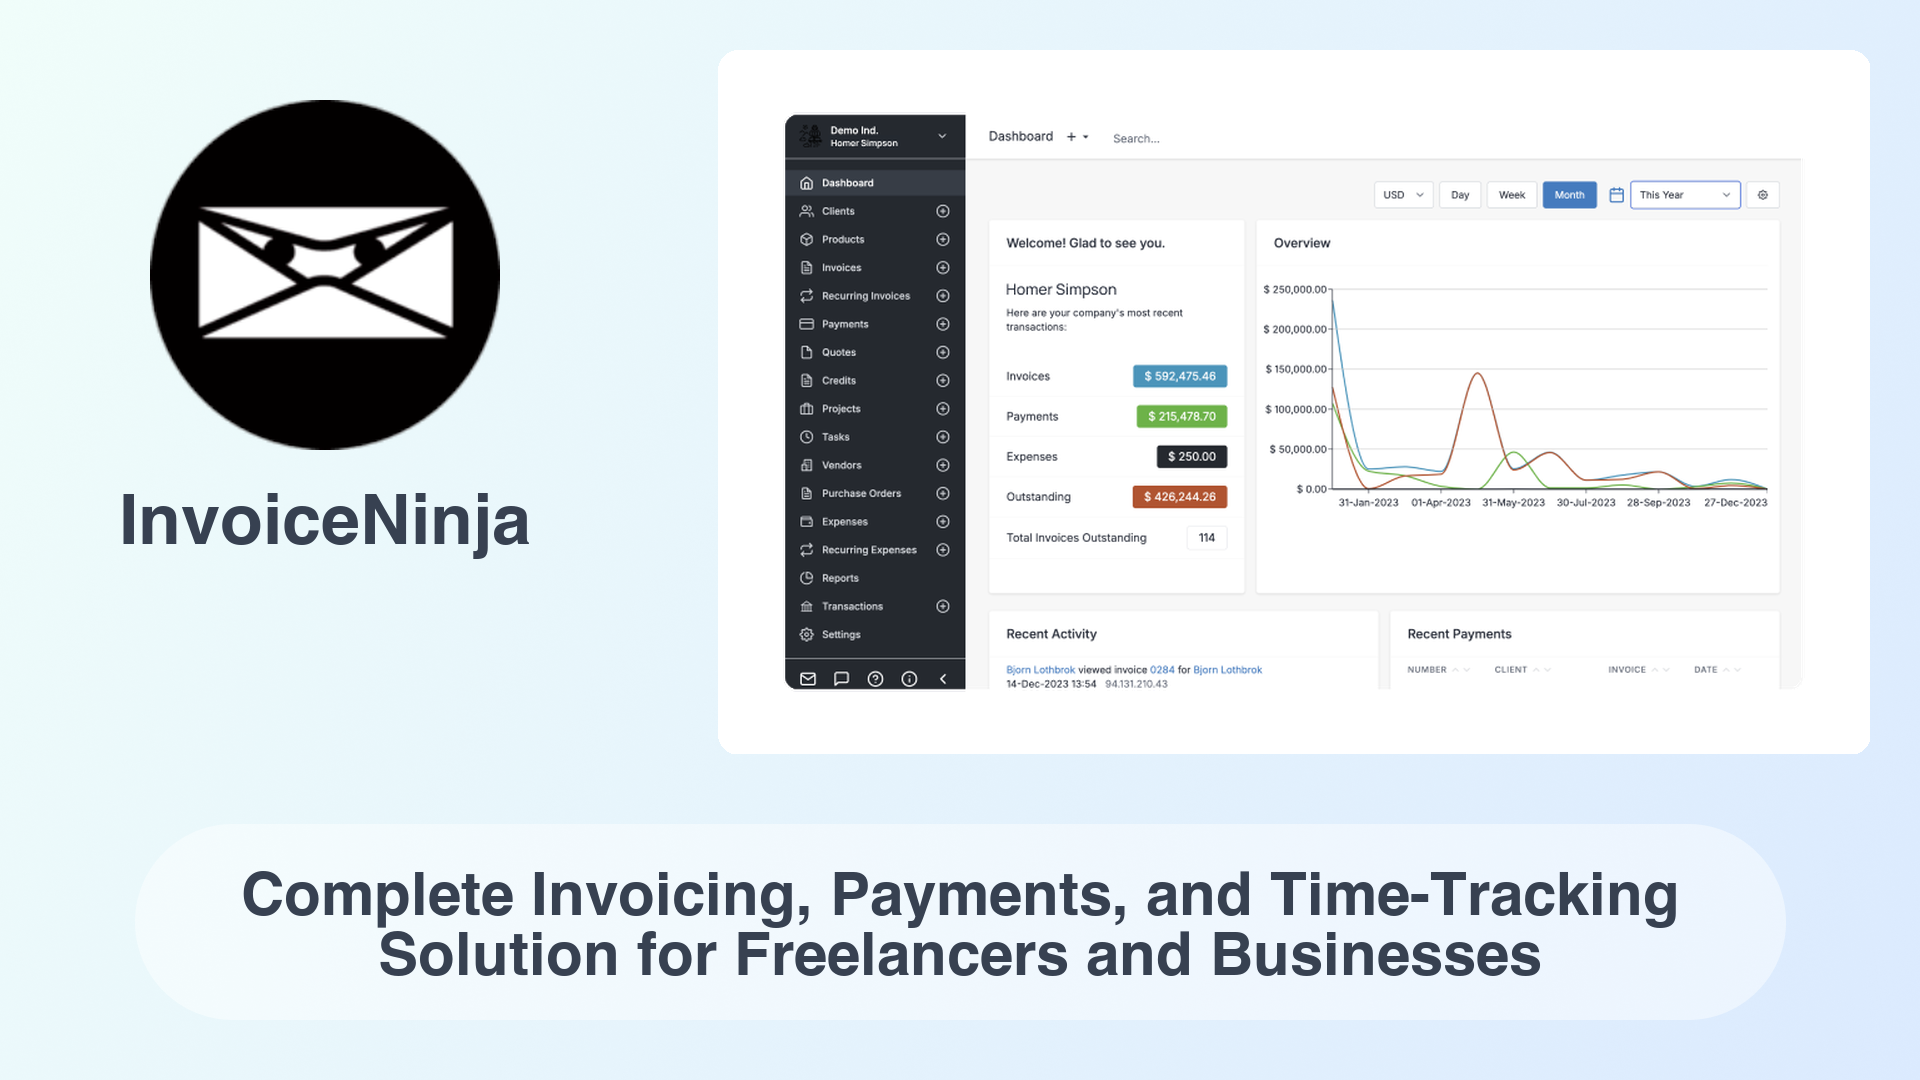 InvoiceNinja
Demo Ind.
Homer Simpson
Dashboard
Clients
Products
Invoices
Recurring Invoices
Payments
Quotes
Credits
Projects
Tasks
Vendors
Purchase Orders
Expenses
Recurring Expenses
Reports
Transactions
Settings
Dashboard + Search...
USD Day Week Month This Year
Welcome! Glad to see you.
Homer Simpson
Here are your company's most recent
transactions:
Invoices $ 592,475.46
Payments $ 215,478.70
Expenses $ 250.00
Outstanding $ 426,244.26
Total Invoices Outstanding 114
Overview
$ 250,000.00
$ 200,000.00
$ 150,000.00
$ 100,000.00
$ 50,000.00
$ 0.00
31-Jan-2023 01-Apr-2023 31-May-2023 30-Jul-2023 28-Sep-2023 27-Dec-2023
Recent Activity
Bjorn Lothbrok viewed invoice 0284 for Bjorn Lothbrok
14-Dec-2023 13:54 94.131.210.43
Recent Payments
NUMBER CLIENT INVOICE DATE
Complete Invoicing, Payments, and Time-Tracking
Solution for Freelancers and Businesses